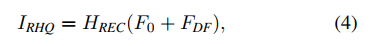 I_{RHQ} = H_{REC}(F_0 + F_{DF}), (4)